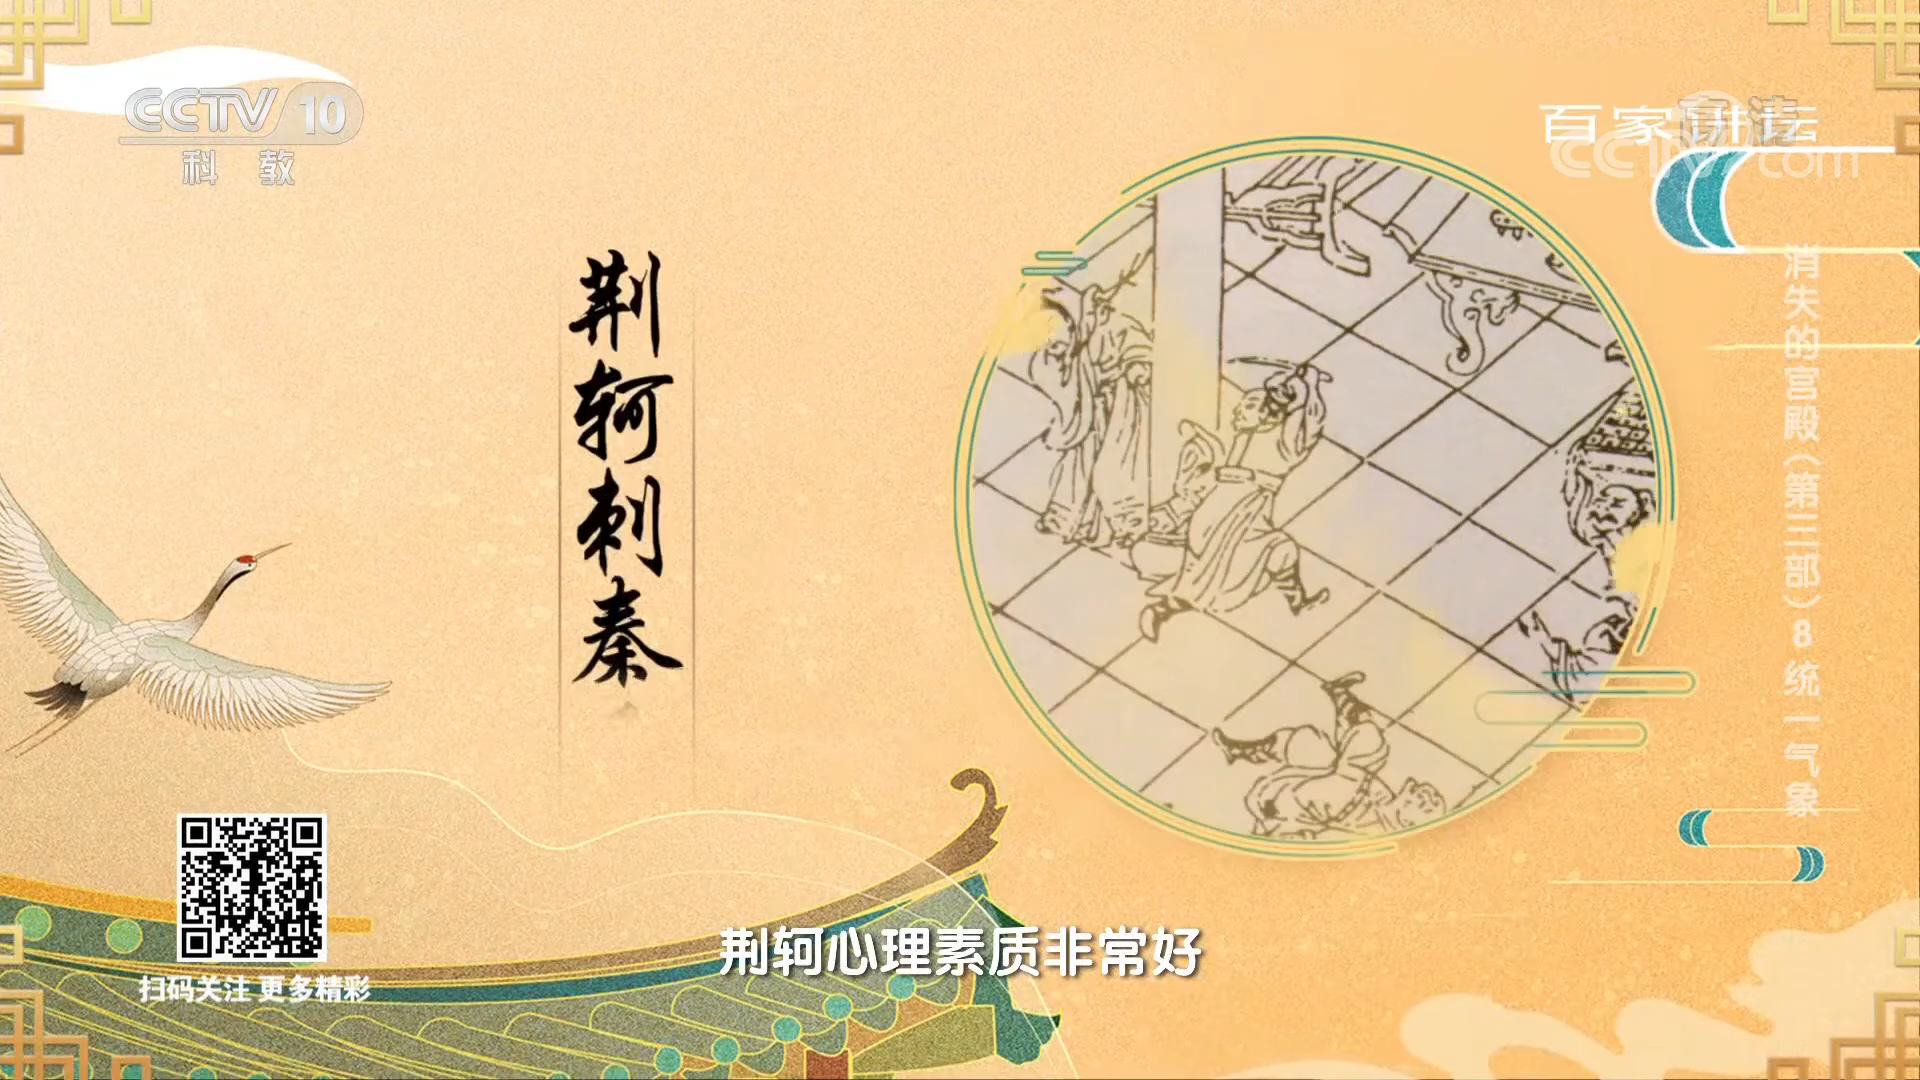 CCTV 10
科 教
百家讲坛
高清
CCTV.com
消失的宫殿（第三部）8 统一气象
荆轲刺秦
荆轲心理素质非常好
扫码关注 更多精彩